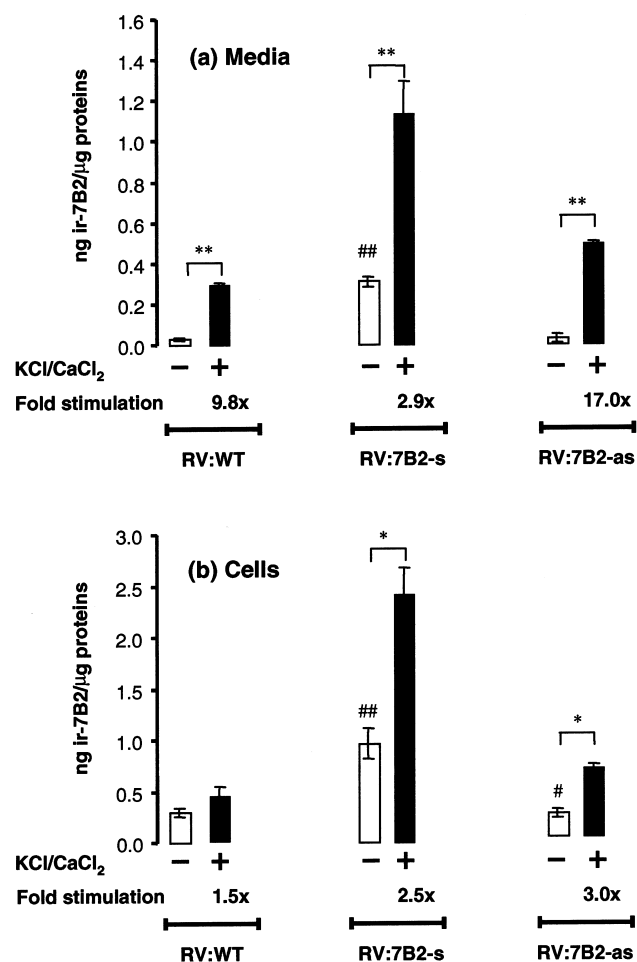 (a) Media
ng ir-7B2/µg proteins
1.6
1.4
1.2
1.0
0.8
0.6
0.4
0.2
0.0
**
##
**
**
KCl/CaCl₂ − + − + − +
Fold stimulation 9.8x 2.9x 17.0x
RV:WT RV:7B2-s RV:7B2-as
(b) Cells
ng ir-7B2/µg proteins
3.0
2.5
2.0
1.5
1.0
0.5
0.0
##
*
#
*
KCl/CaCl₂ − + − + − +
Fold stimulation 1.5x 2.5x 3.0x
RV:WT RV:7B2-s RV:7B2-as